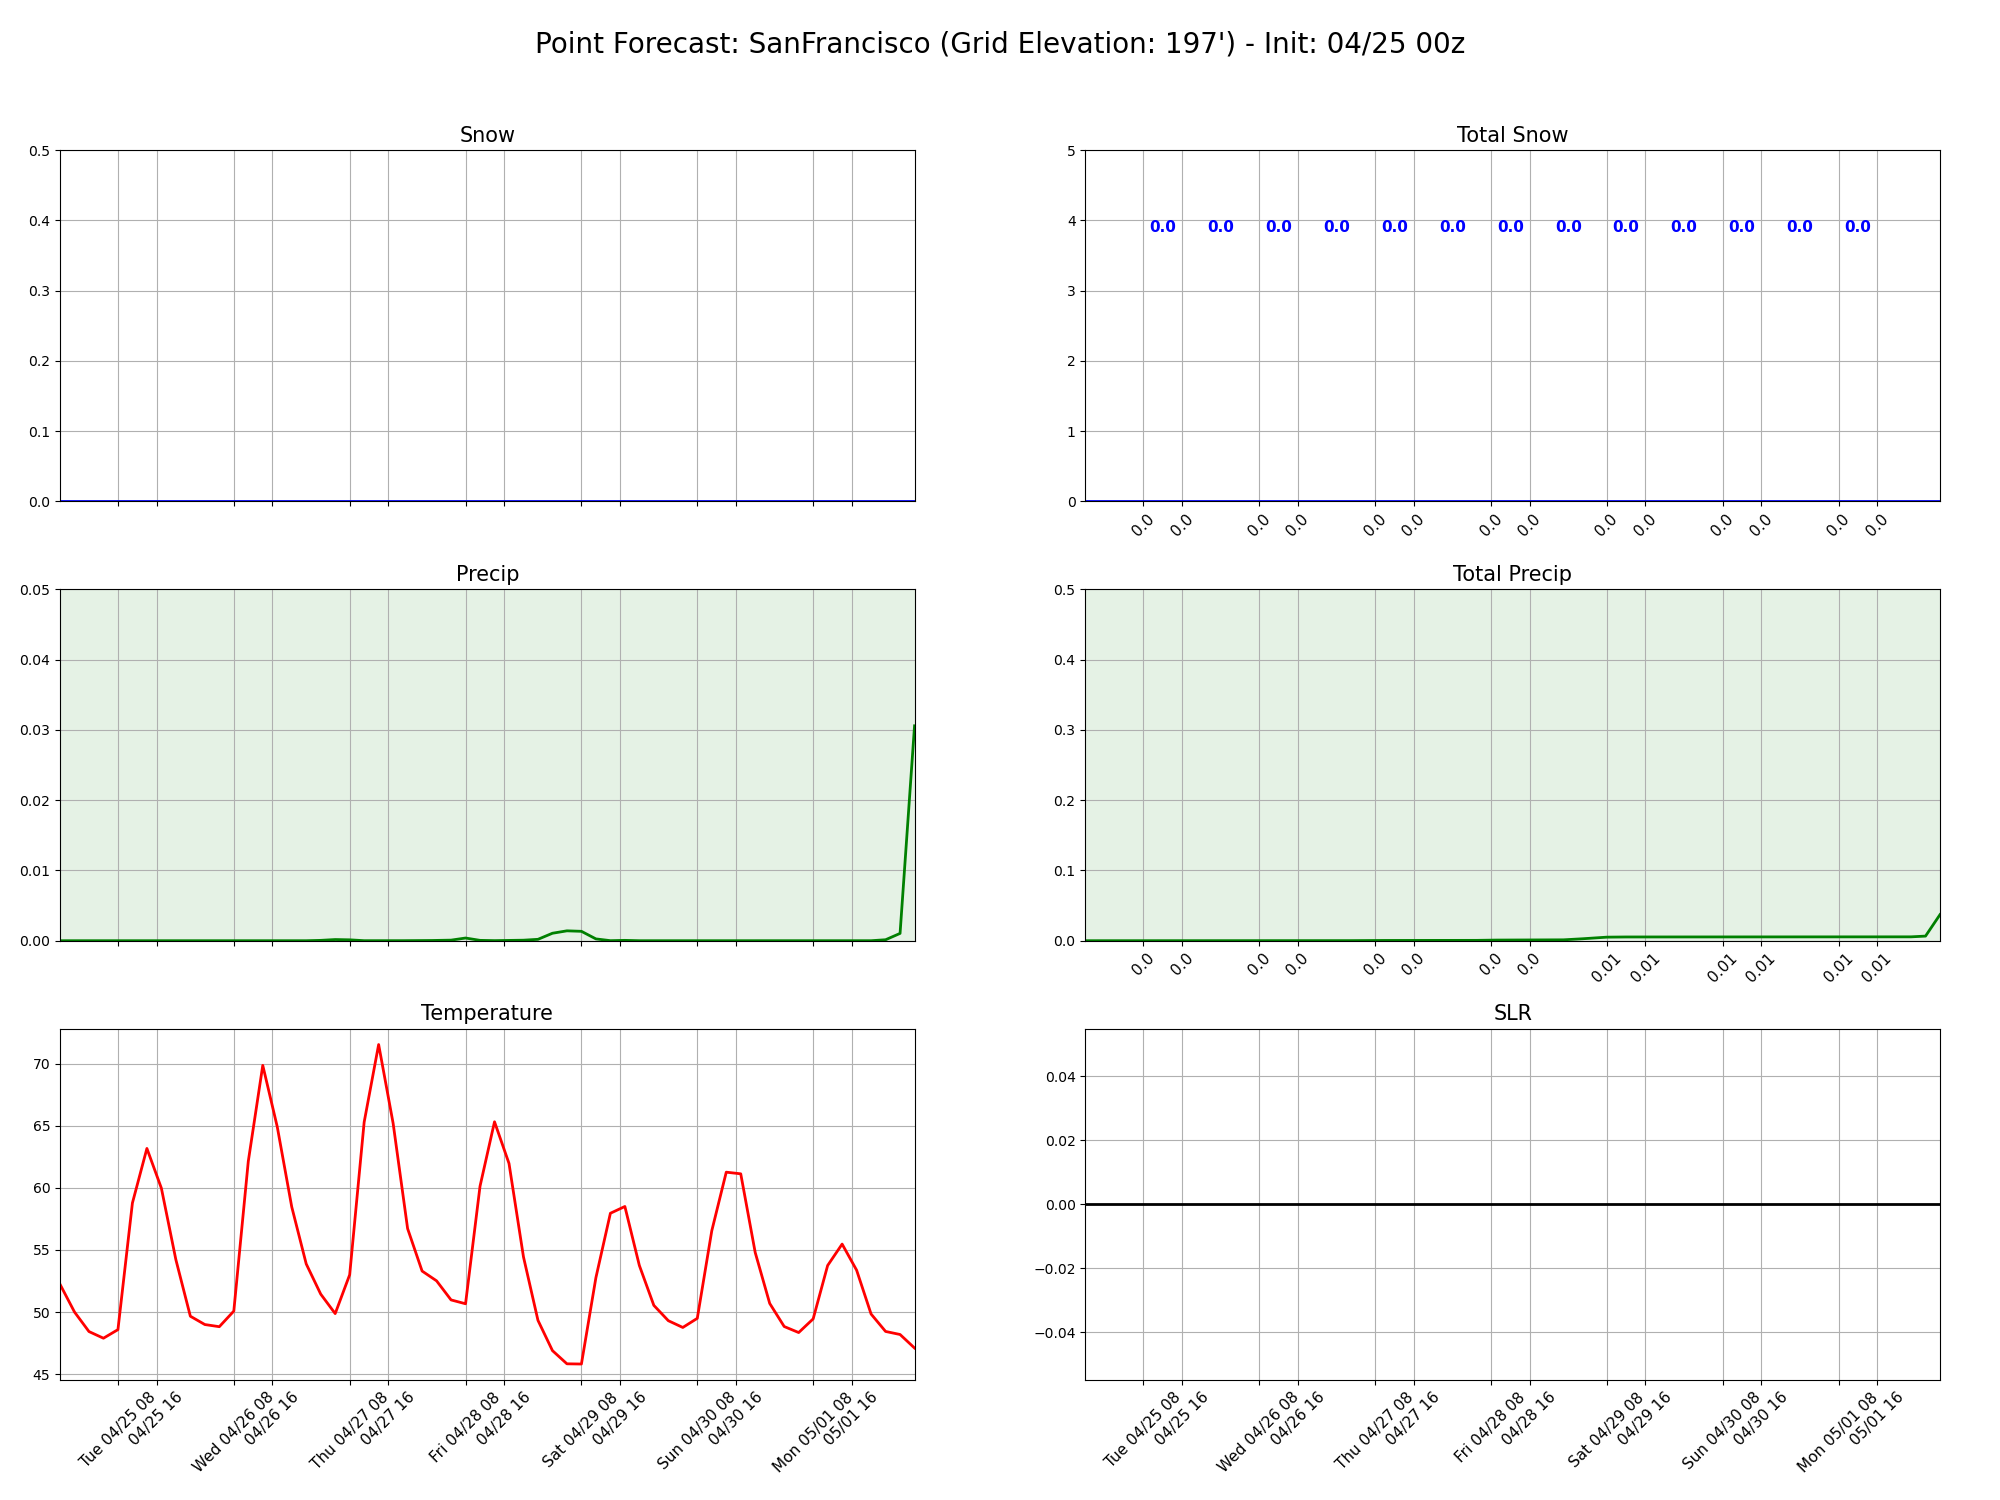 Point Forecast: SanFrancisco (Grid Elevation: 197') - Init: 04/25 00z
Snow
0.5
0.4
0.3
0.2
0.1
0.0
Total Snow
5
4
3
2
1
0
0.0 0.0 0.0 0.0 0.0 0.0 0.0 0.0 0.0 0.0 0.0 0.0 0.0
0.0 0.0 0.0 0.0 0.0 0.0 0.0 0.0 0.0 0.0 0.0 0.0 0.0 0.0
Precip
0.05
0.04
0.03
0.02
0.01
0.00
Total Precip
0.5
0.4
0.3
0.2
0.1
0.0
0.0 0.0 0.0 0.0 0.0 0.0 0.0 0.0 0.01 0.01 0.01 0.01 0.01 0.01
Temperature
70
65
60
55
50
45
Tue 04/25 08
04/25 16
Wed 04/26 08
04/26 16
Thu 04/27 08
04/27 16
Fri 04/28 08
04/28 16
Sat 04/29 08
04/29 16
Sun 04/30 08
04/30 16
Mon 05/01 08
05/01 16
SLR
0.04
0.02
0.00
−0.02
−0.04
Tue 04/25 08
04/25 16
Wed 04/26 08
04/26 16
Thu 04/27 08
04/27 16
Fri 04/28 08
04/28 16
Sat 04/29 08
04/29 16
Sun 04/30 08
04/30 16
Mon 05/01 08
05/01 16